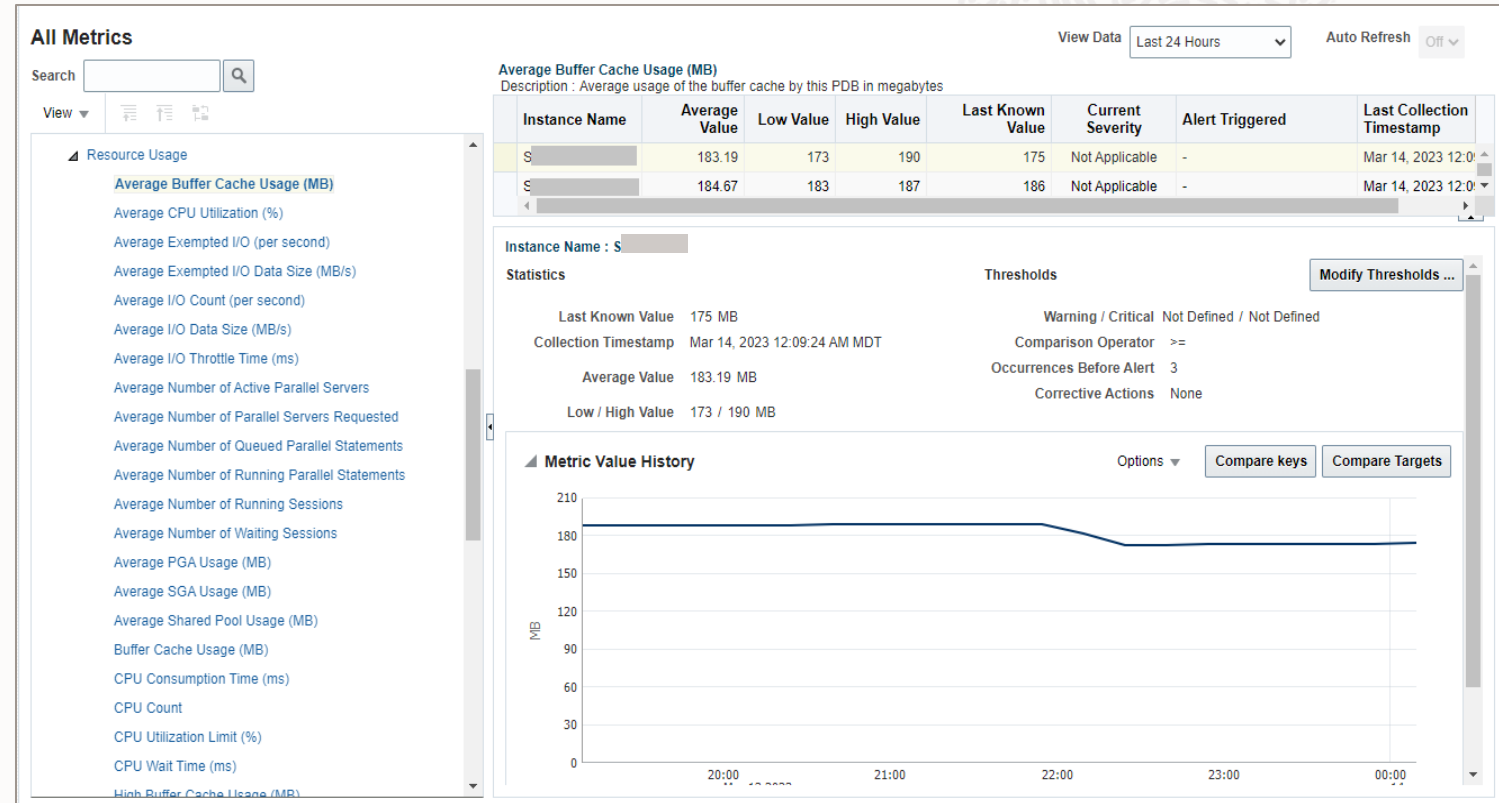 All Metrics
View Data Last 24 Hours Auto Refresh Off
Search
View
Resource Usage
Average Buffer Cache Usage (MB)
Average CPU Utilization (%)
Average Exempted I/O (per second)
Average Exempted I/O Data Size (MB/s)
Average I/O Count (per second)
Average I/O Data Size (MB/s)
Average I/O Throttle Time (ms)
Average Number of Active Parallel Servers
Average Number of Parallel Servers Requested
Average Number of Queued Parallel Statements
Average Number of Running Parallel Statements
Average Number of Running Sessions
Average Number of Waiting Sessions
Average PGA Usage (MB)
Average SGA Usage (MB)
Average Shared Pool Usage (MB)
Buffer Cache Usage (MB)
CPU Consumption Time (ms)
CPU Count
CPU Utilization Limit (%)
CPU Wait Time (ms)
High Buffer Cache Usage (MB)
Average Buffer Cache Usage (MB)
Description : Average usage of the buffer cache by this PDB in megabytes
Instance Name Average Value Low Value High Value Last Known Value Current Severity Alert Triggered Last Collection Timestamp
S 183.19 173 190 175 Not Applicable - Mar 14, 2023
S 184.67 183 187 186 Not Applicable - Mar 14, 2023
Instance Name : S
Statistics
Last Known Value 175 MB
Collection Timestamp Mar 14, 2023 12:09:24 AM MDT
Average Value 183.19 MB
Low / High Value 173 / 190 MB
Thresholds
Modify Thresholds ...
Warning / Critical Not Defined / Not Defined
Comparison Operator >=
Occurrences Before Alert 3
Corrective Actions None
Metric Value History
Options Compare keys Compare Targets
210
180
150
120
90
60
30
0
MB
20:00 21:00 22:00 23:00 00:00